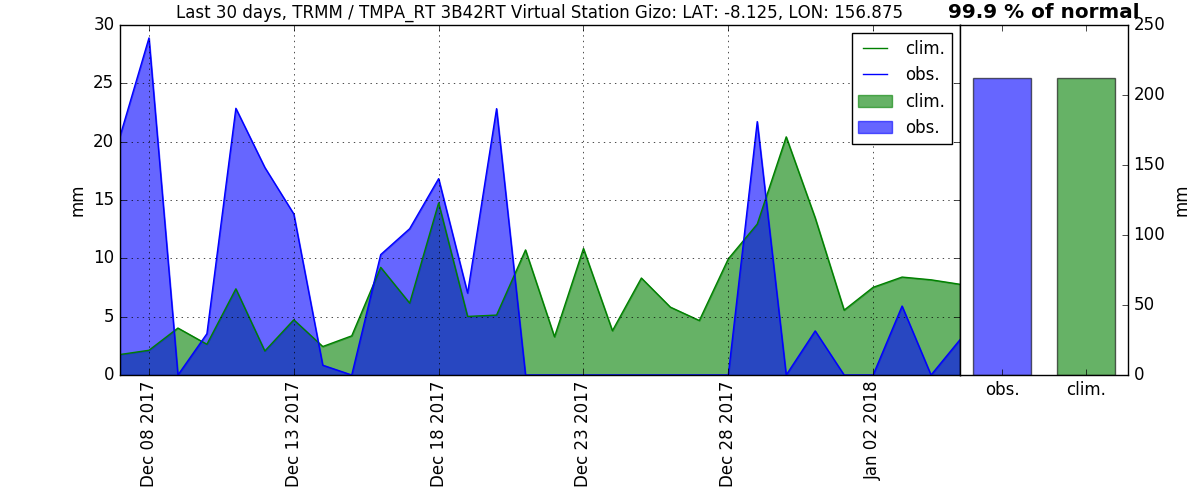 Last 30 days, TRMM / TMPA_RT 3B42RT Virtual Station Gizo: LAT: -8.125, LON: 156.875
99.9 % of normal
30
25
20
15
10
5
0
mm
clim.
obs.
clim.
obs.
Dec 08 2017
Dec 13 2017
Dec 18 2017
Dec 23 2017
Dec 28 2017
Jan 02 2018
250
200
150
100
50
0
mm
obs.
clim.